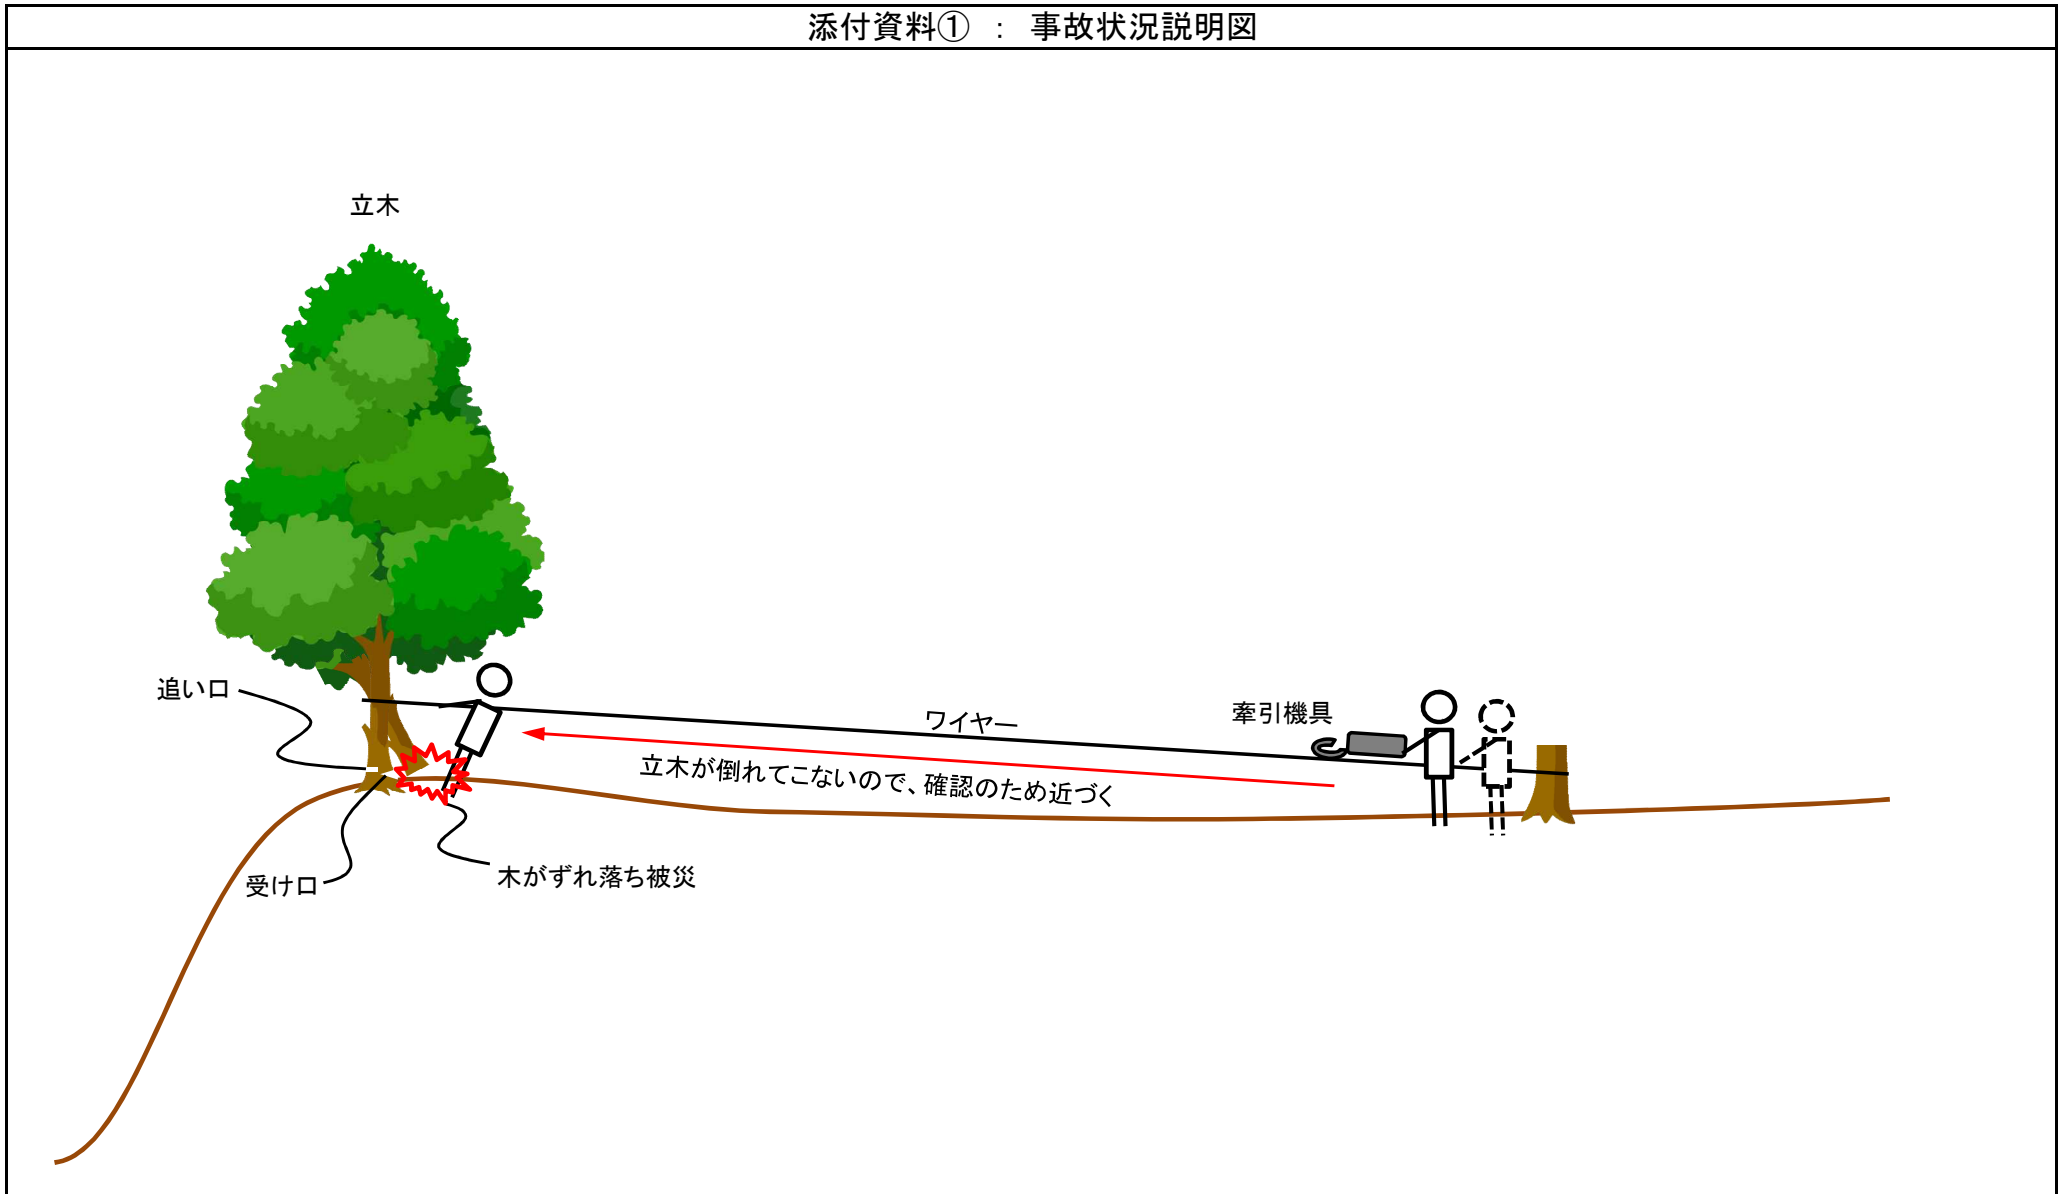 添付資料① : 事故状況説明図
立木
追い口
ワイヤー
牽引機具
立木が倒れてこないので、確認のため近づく
受け口
木がずれ落ち被災